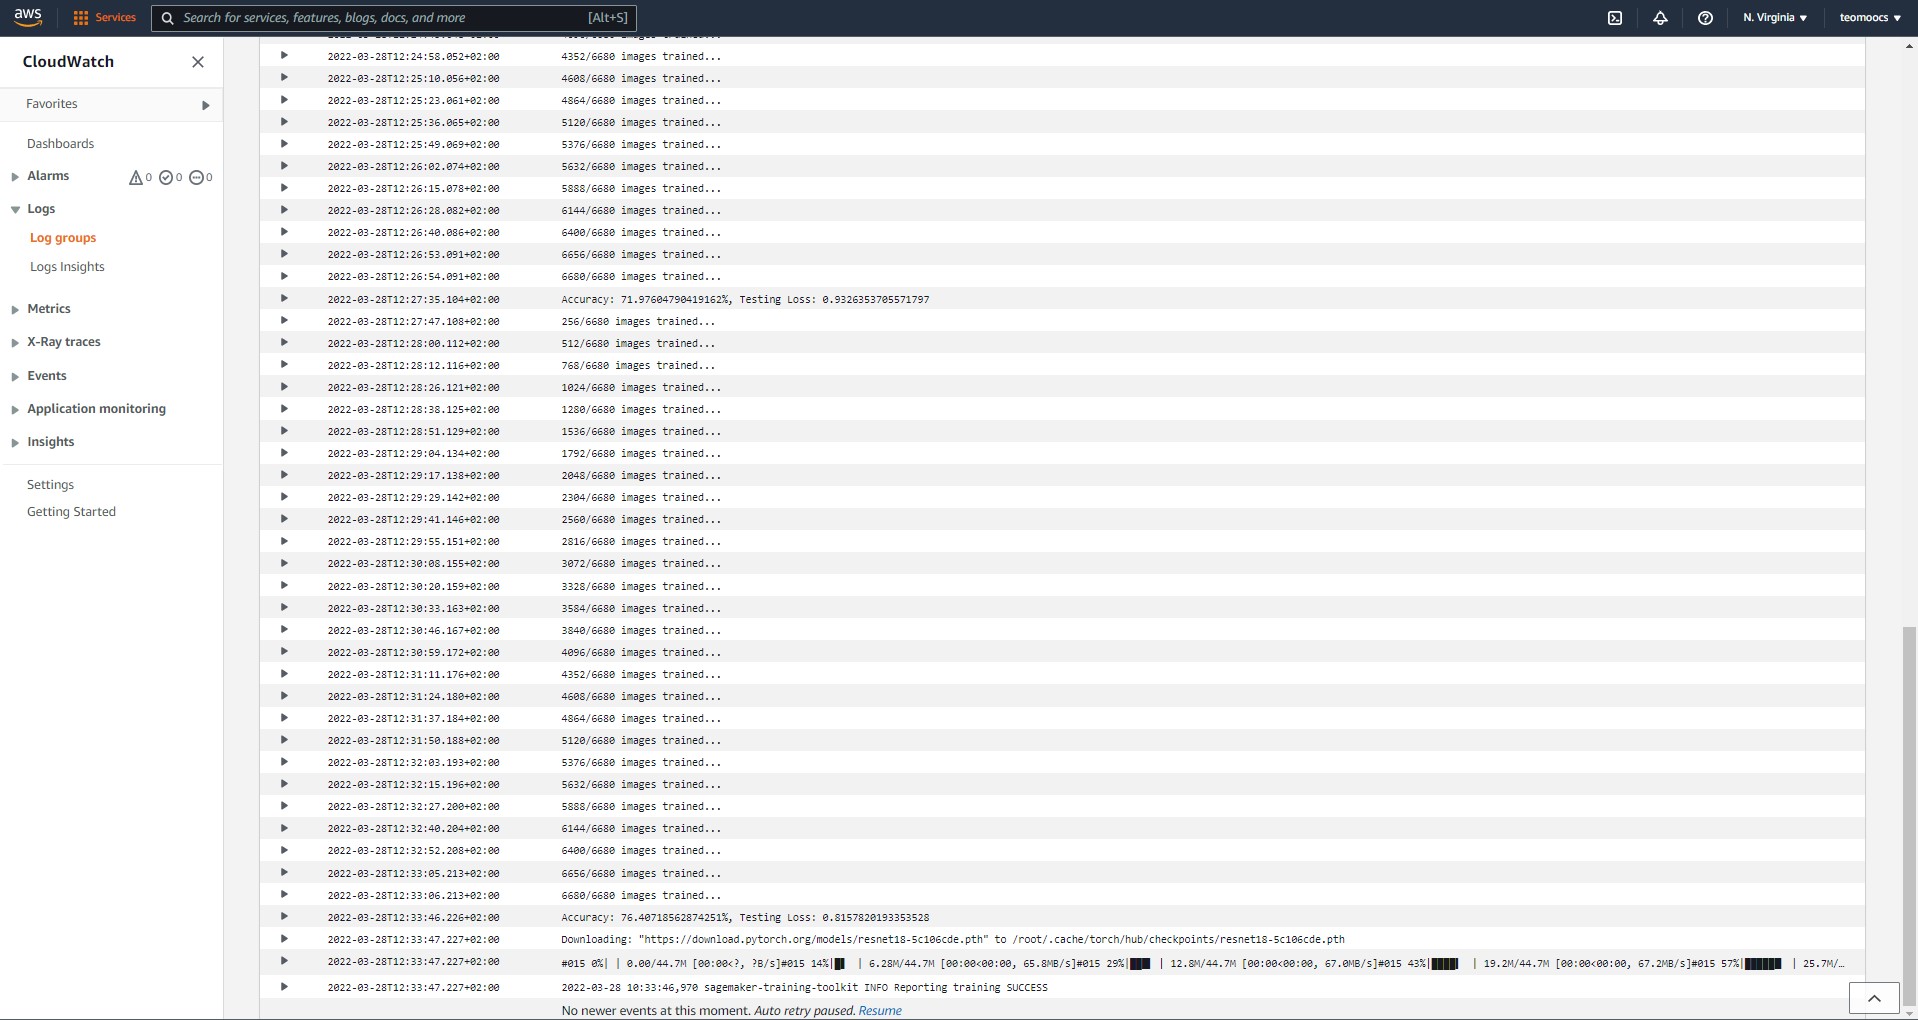 aws Services Search for services, features, blogs, docs, and more [Alt+S] N. Virginia ▼ teomoocs ▼
CloudWatch
Favorites
Dashboards
Alarms 0 0 0
Logs
Log groups
Logs Insights
Metrics
X-Ray traces
Events
Application monitoring
Insights
Settings
Getting Started
2022-03-28T12:24:58.052+02:00 4352/6680 images trained...
2022-03-28T12:25:10.056+02:00 4608/6680 images trained...
2022-03-28T12:25:23.061+02:00 4864/6680 images trained...
2022-03-28T12:25:36.065+02:00 5120/6680 images trained...
2022-03-28T12:25:49.069+02:00 5376/6680 images trained...
2022-03-28T12:26:02.074+02:00 5632/6680 images trained...
2022-03-28T12:26:15.078+02:00 5888/6680 images trained...
2022-03-28T12:26:28.082+02:00 6144/6680 images trained...
2022-03-28T12:26:40.086+02:00 6400/6680 images trained...
2022-03-28T12:26:53.091+02:00 6656/6680 images trained...
2022-03-28T12:26:54.091+02:00 6680/6680 images trained...
2022-03-28T12:27:35.104+02:00 Accuracy: 71.97604790419162%, Testing Loss: 0.9326353705571797
2022-03-28T12:27:47.108+02:00 256/6680 images trained...
2022-03-28T12:28:00.112+02:00 512/6680 images trained...
2022-03-28T12:28:12.116+02:00 768/6680 images trained...
2022-03-28T12:28:26.121+02:00 1024/6680 images trained...
2022-03-28T12:28:38.125+02:00 1280/6680 images trained...
2022-03-28T12:28:51.129+02:00 1536/6680 images trained...
2022-03-28T12:29:04.134+02:00 1792/6680 images trained...
2022-03-28T12:29:17.138+02:00 2048/6680 images trained...
2022-03-28T12:29:29.142+02:00 2304/6680 images trained...
2022-03-28T12:29:41.146+02:00 2560/6680 images trained...
2022-03-28T12:29:55.151+02:00 2816/6680 images trained...
2022-03-28T12:30:08.155+02:00 3072/6680 images trained...
2022-03-28T12:30:20.159+02:00 3328/6680 images trained...
2022-03-28T12:30:33.163+02:00 3584/6680 images trained...
2022-03-28T12:30:46.167+02:00 3840/6680 images trained...
2022-03-28T12:30:59.172+02:00 4096/6680 images trained...
2022-03-28T12:31:11.176+02:00 4352/6680 images trained...
2022-03-28T12:31:24.180+02:00 4608/6680 images trained...
2022-03-28T12:31:37.184+02:00 4864/6680 images trained...
2022-03-28T12:31:50.188+02:00 5120/6680 images trained...
2022-03-28T12:32:03.193+02:00 5376/6680 images trained...
2022-03-28T12:32:15.196+02:00 5632/6680 images trained...
2022-03-28T12:32:27.200+02:00 5888/6680 images trained...
2022-03-28T12:32:40.204+02:00 6144/6680 images trained...
2022-03-28T12:32:52.208+02:00 6400/6680 images trained...
2022-03-28T12:33:05.213+02:00 6656/6680 images trained...
2022-03-28T12:33:06.213+02:00 6680/6680 images trained...
2022-03-28T12:33:46.226+02:00 Accuracy: 76.40718562874251%, Testing Loss: 0.8157820193353528
2022-03-28T12:33:47.227+02:00 Downloading: "https://download.pytorch.org/models/resnet18-5c106cde.pth" to /root/.cache/torch/hub/checkpoints/resnet18-5c106cde.pth
2022-03-28T12:33:47.227+02:00 #015 0%| | 0.00/44.7M [00:00<?, ?B/s]#015 14%|█▍ | 6.28M/44.7M [00:00<00:00, 65.8MB/s]#015 29%|██▊ | 12.8M/44.7M [00:00<00:00, 67.0MB/s]#015 43%|████▎ | 19.2M/44.7M [00:00<00:00, 67.2MB/s]#015 57%|█████▋ | 25.7M/…
2022-03-28T12:33:47.227+02:00 2022-03-28 10:33:46,970 sagemaker-training-toolkit INFO Reporting training SUCCESS
No newer events at this moment. Auto retry paused. Resume